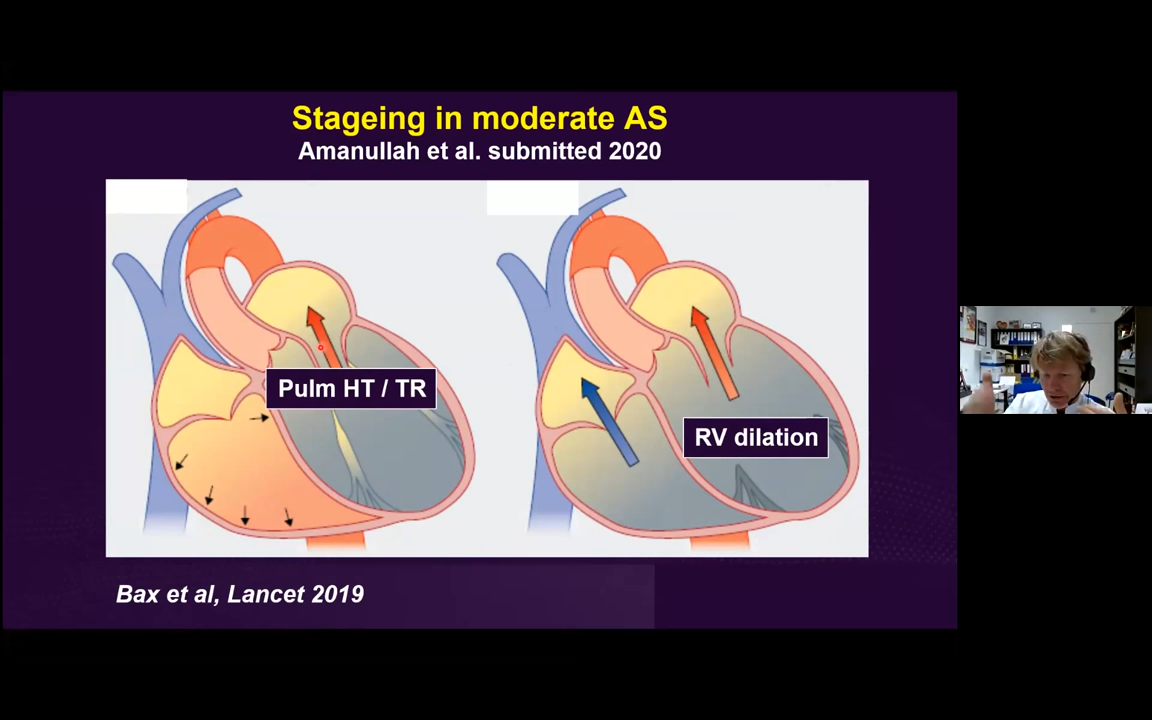 Stageing in moderate AS
Amanullah et al. submitted 2020
Pulm HT / TR
RV dilation
Bax et al, Lancet 2019